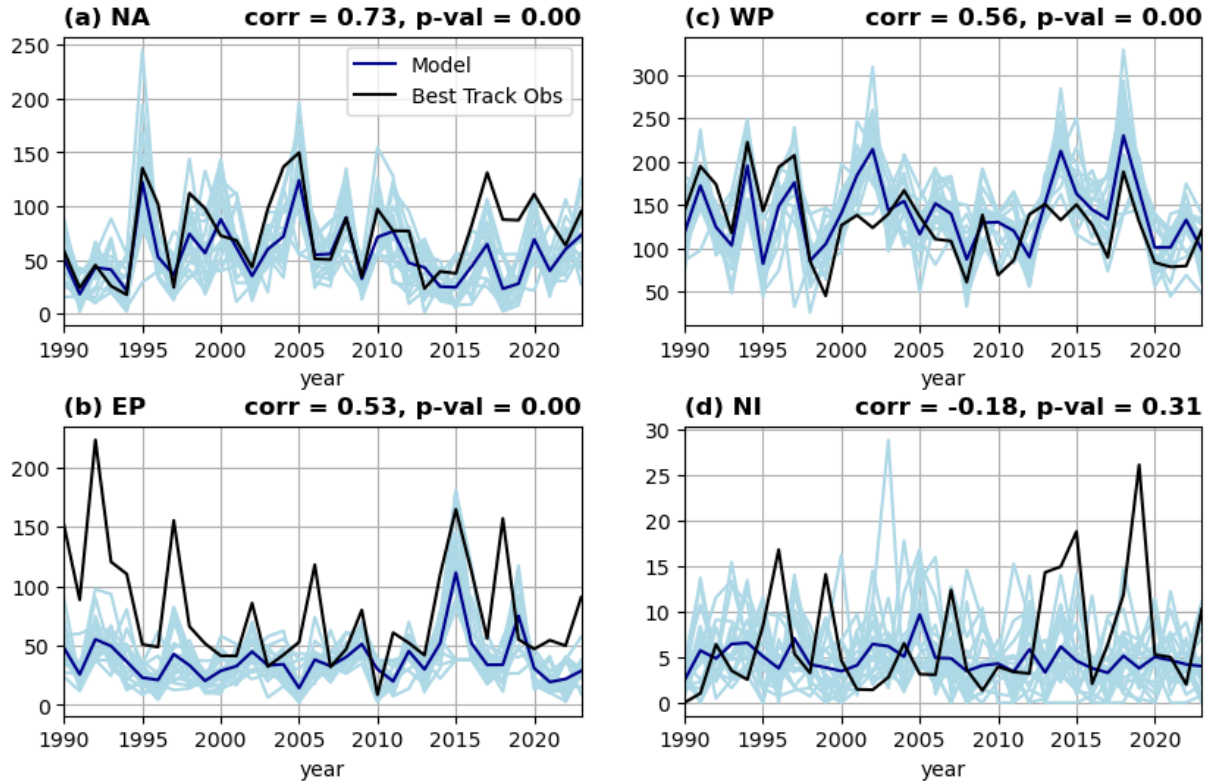 (a) NA corr = 0.73, p-val = 0.00
250
200
150
100
50
0
Model
Best Track Obs
1990 1995 2000 2005 2010 2015 2020
year
(c) WP corr = 0.56, p-val = 0.00
300
250
200
150
100
50
1990 1995 2000 2005 2010 2015 2020
year
(b) EP corr = 0.53, p-val = 0.00
200
150
100
50
0
1990 1995 2000 2005 2010 2015 2020
year
(d) NI corr = -0.18, p-val = 0.31
30
25
20
15
10
5
0
1990 1995 2000 2005 2010 2015 2020
year